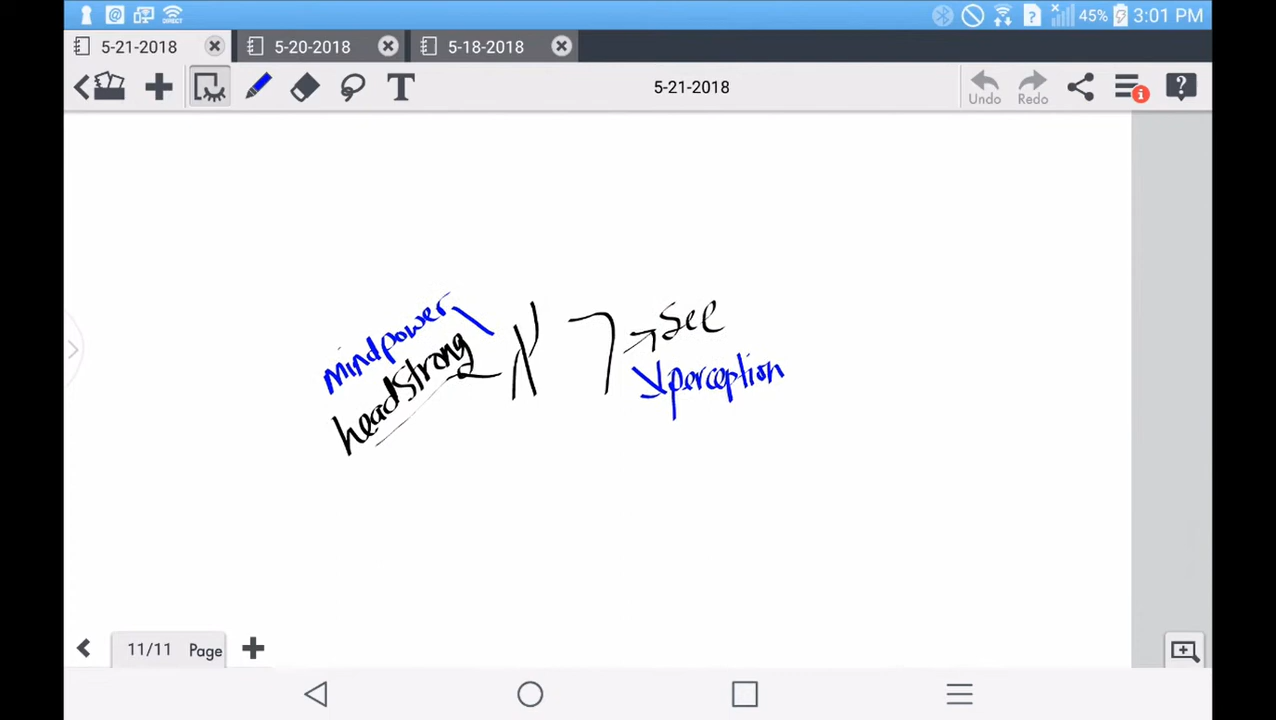 3:01 PM
45%
5-21-2018
5-20-2018
5-18-2018
T
5-21-2018
Undo
Redo
mindpower
headstrong
see
perception
11/11 Page